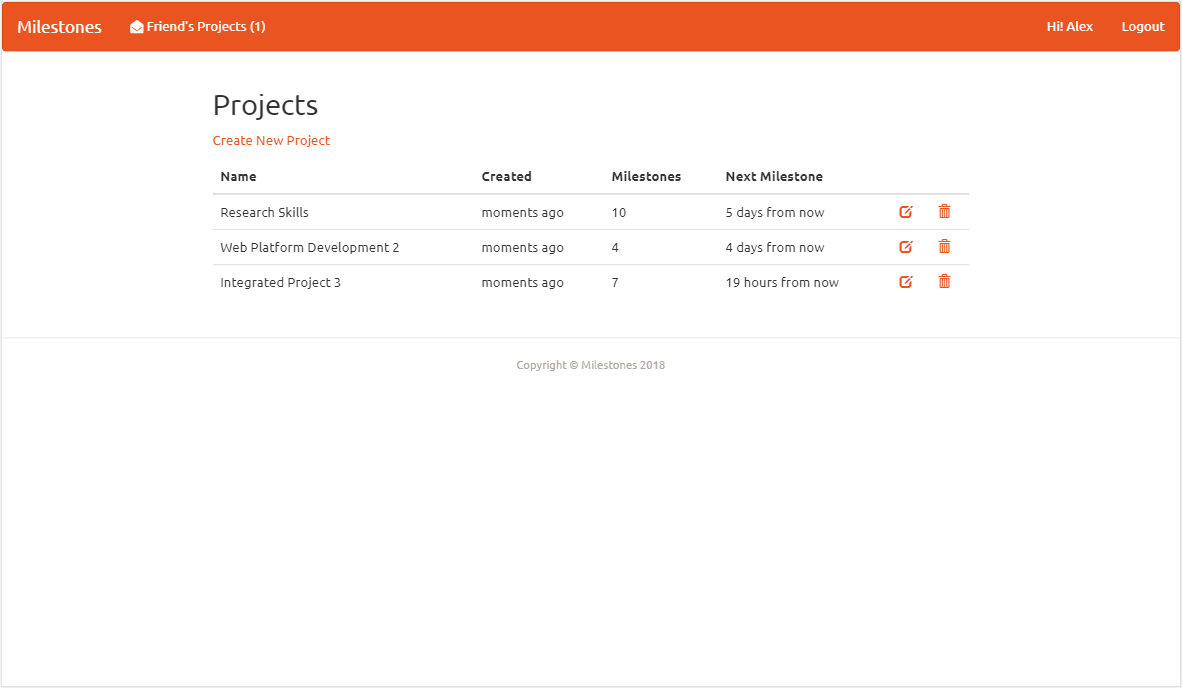 Milestones Friend's Projects (1) Hi! Alex Logout
Projects
Create New Project
Name Created Milestones Next Milestone
Research Skills moments ago 10 5 days from now
Web Platform Development 2 moments ago 4 4 days from now
Integrated Project 3 moments ago 7 19 hours from now
Copyright © Milestones 2018